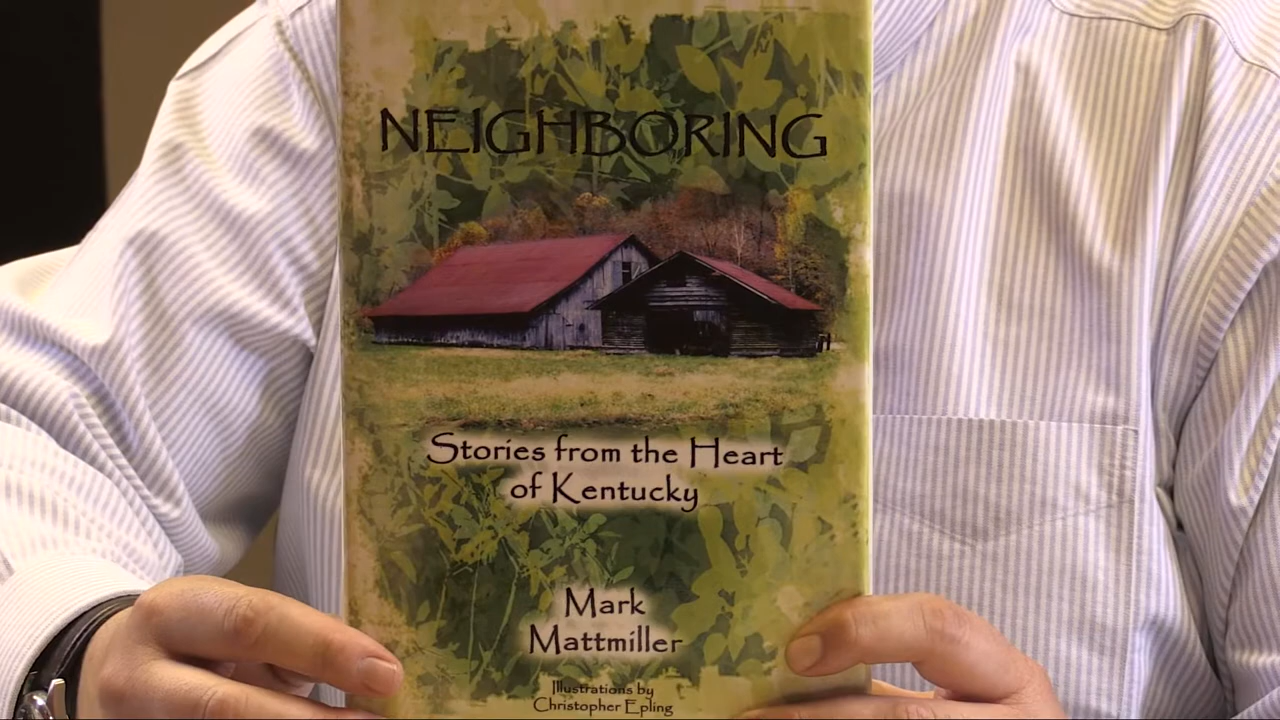 NEIGHBORING
Stories from the Heart
of Kentucky
Mark
Mattmiller
Illustrations by
Christopher Epling